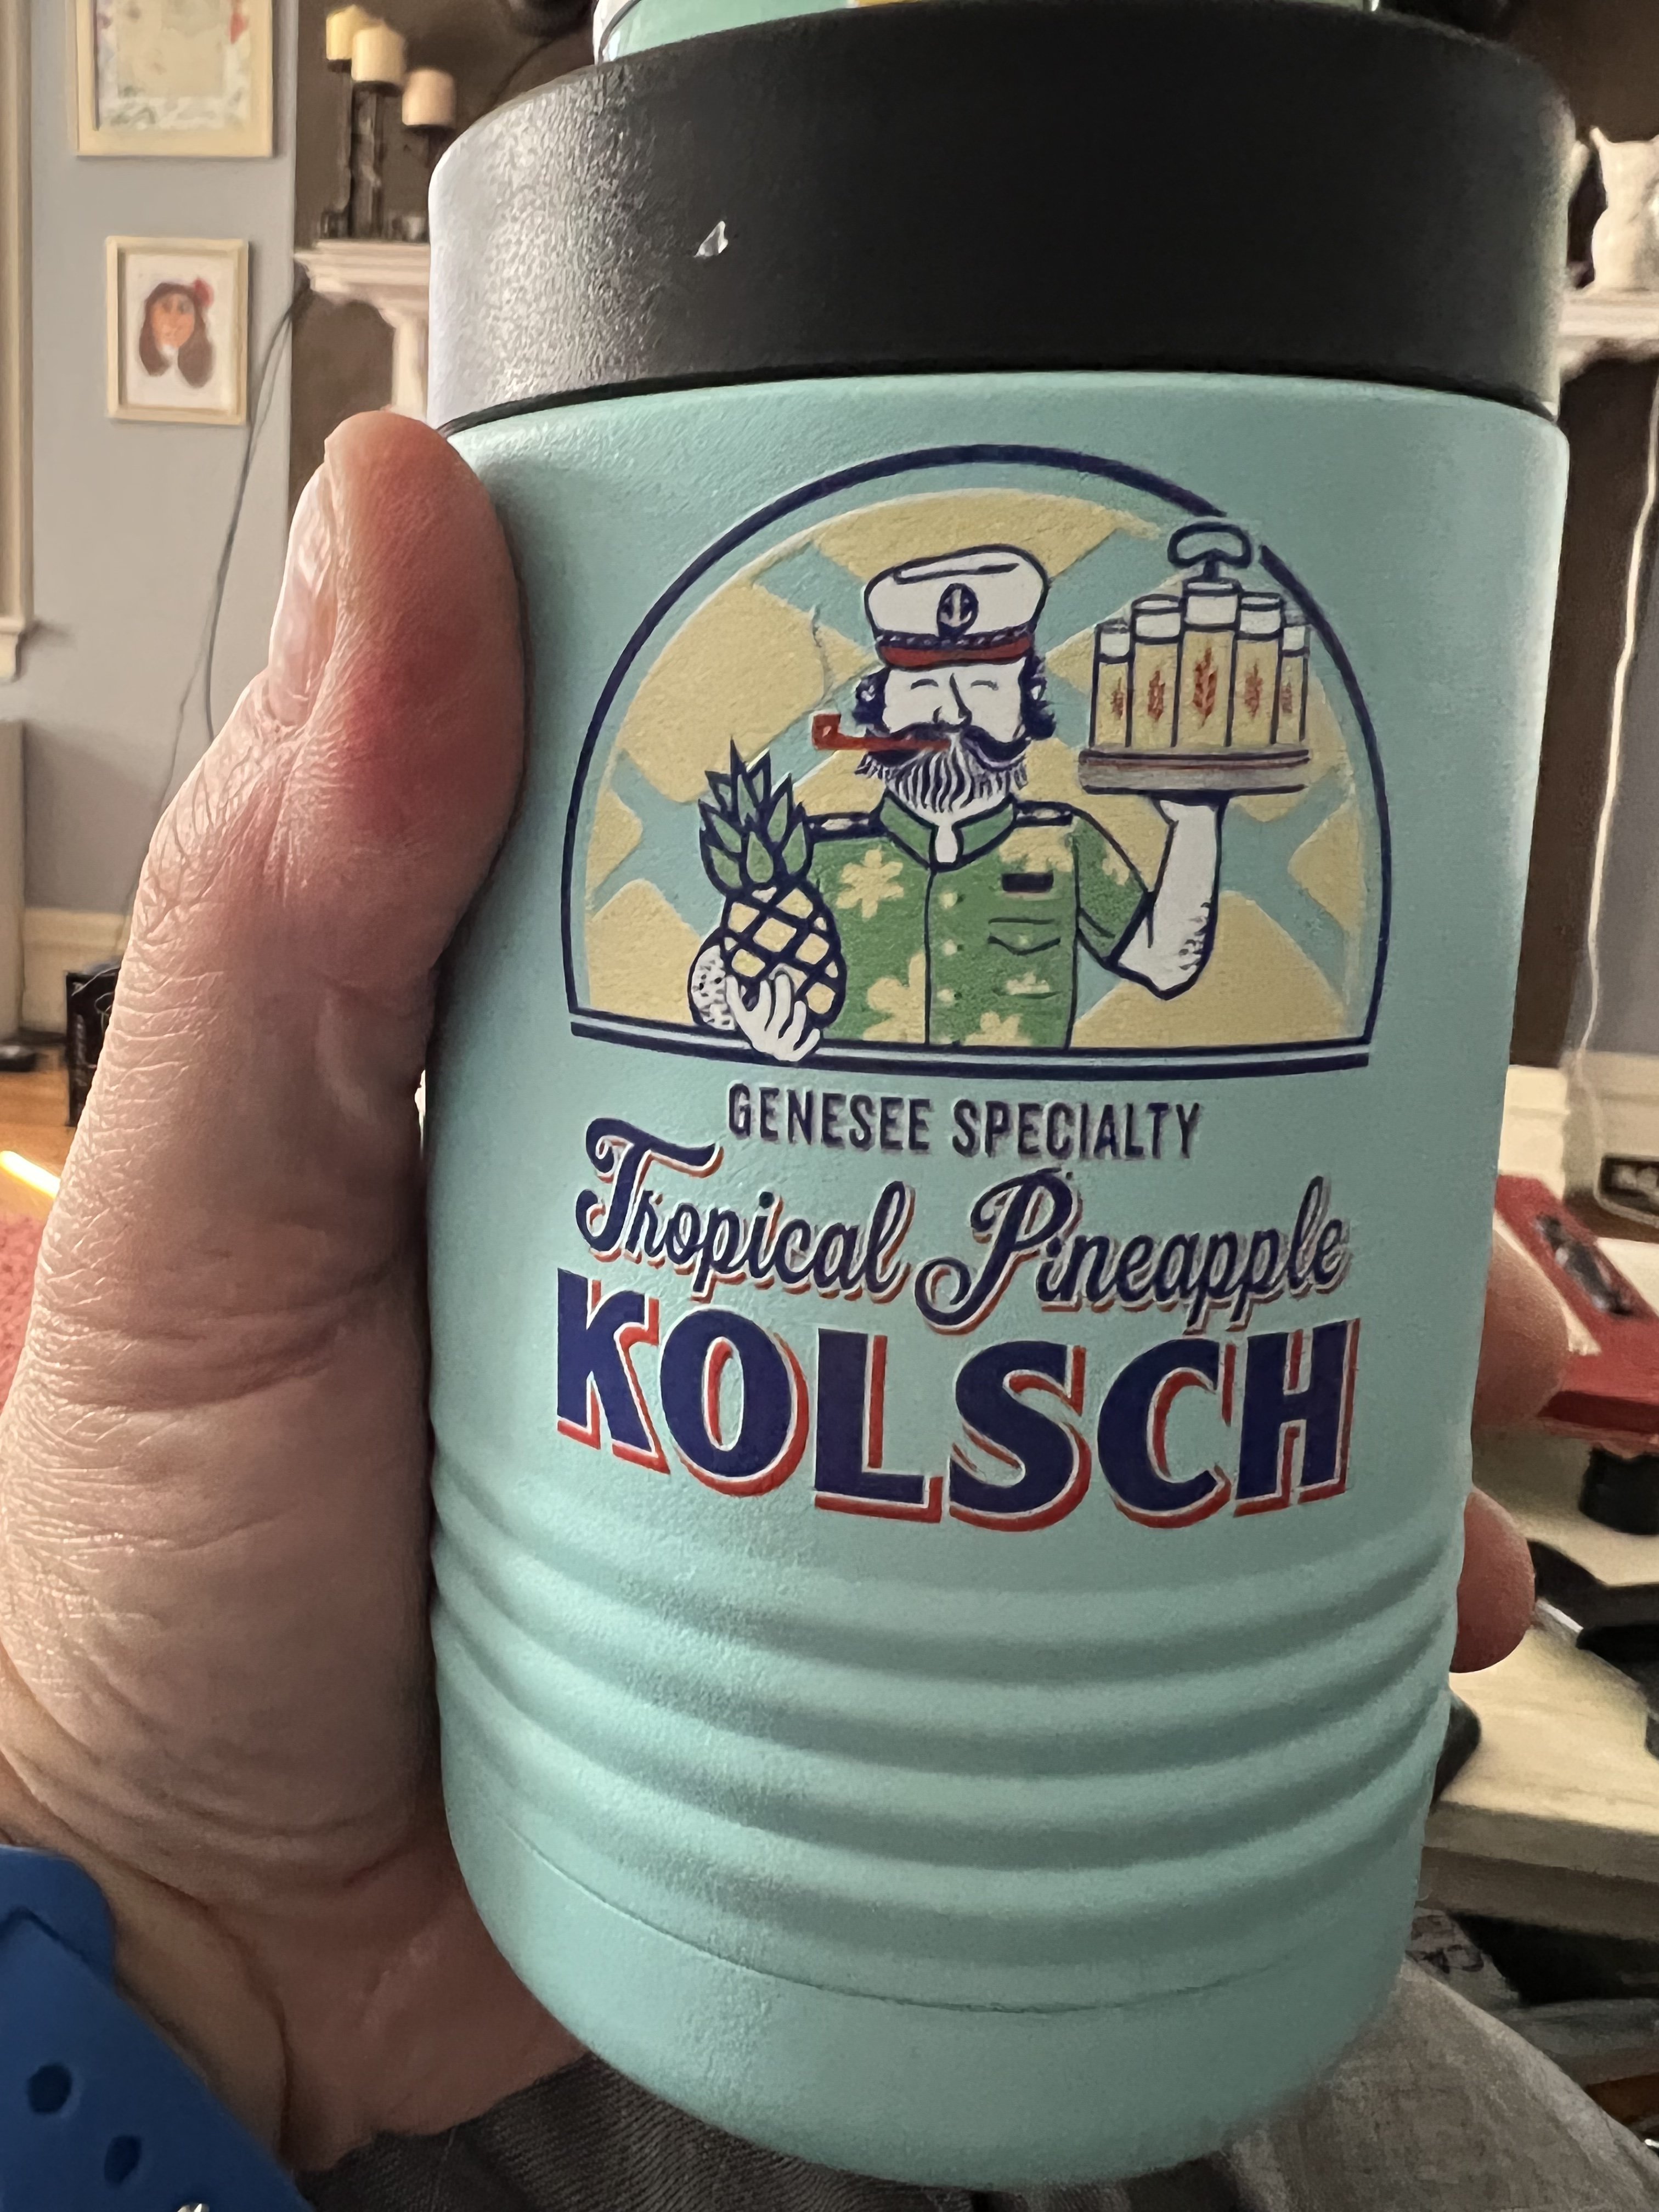 GENESEE SPECIALTY
Tropical Pineapple
KOLSCH